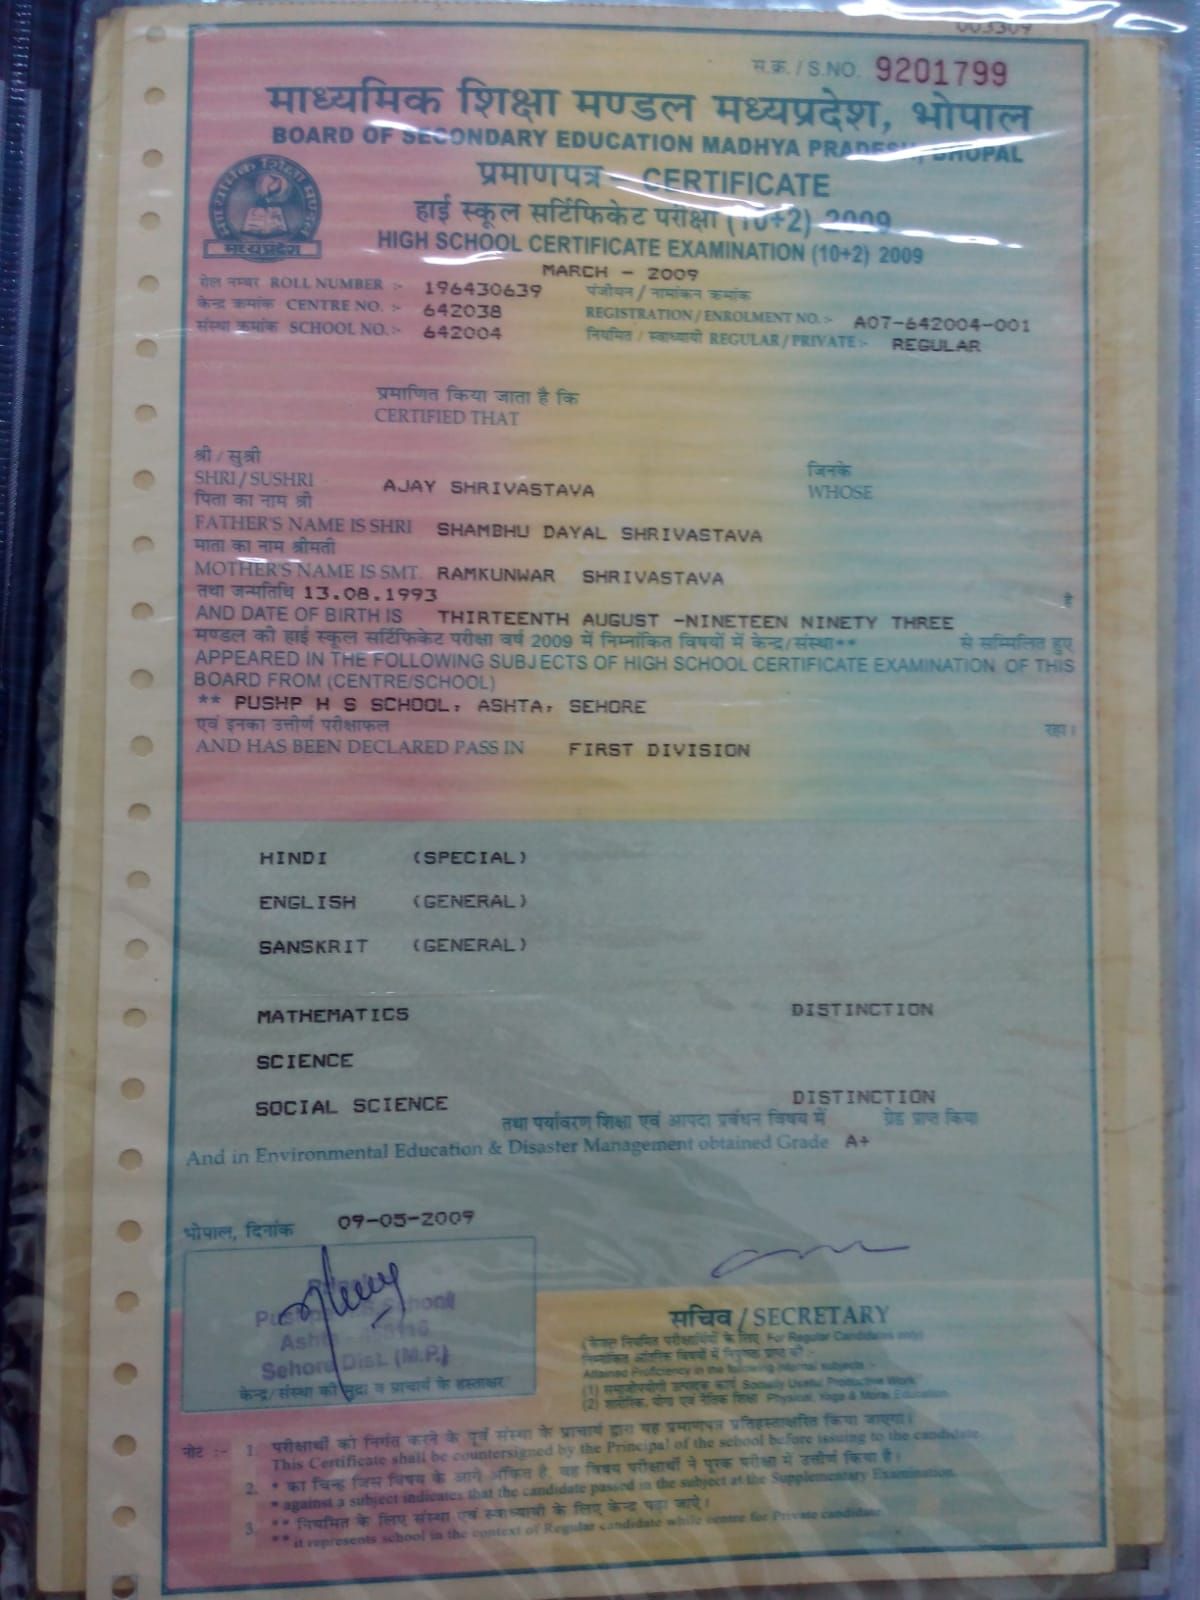 003309
स.क्र. / S.NO. 9201799
माध्यमिक शिक्षा मण्डल मध्यप्रदेश, भोपाल
BOARD OF SECONDARY EDUCATION MADHYA PRADESH, BHOPAL
प्रमाणपत्र - CERTIFICATE
हाई स्कूल सर्टिफिकेट परीक्षा (10+2) 2009
HIGH SCHOOL CERTIFICATE EXAMINATION (10+2) 2009
मध्यप्रदेश
MARCH - 2009
रोल नम्बर ROLL NUMBER :- 196430639 पंजीयन / नामांकन क्रमांक
केन्द्र क्रमांक CENTRE NO. :- 642038 REGISTRATION / ENROLMENT NO. :- A07-642004-001
संस्था क्रमांक SCHOOL NO. :- 642004 नियमित / स्वाध्यायी REGULAR / PRIVATE :- REGULAR
प्रमाणित किया जाता है कि
CERTIFIED THAT
श्री / सुश्री जिनके
SHRI / SUSHRI AJAY SHRIVASTAVA WHOSE
पिता का नाम श्री
FATHER'S NAME IS SHRI SHAMBHU DAYAL SHRIVASTAVA
माता का नाम श्रीमती
MOTHER'S NAME IS SMT. RAMKUNWAR SHRIVASTAVA
तथा जन्मतिथि 13.08.1993 है
AND DATE OF BIRTH IS THIRTEENTH AUGUST -NINETEEN NINETY THREE
मण्डल की हाई स्कूल सर्टिफिकेट परीक्षा वर्ष 2009 में निम्नांकित विषयों में केन्द्र/संस्था** से सम्मिलित हुए
APPEARED IN THE FOLLOWING SUBJECTS OF HIGH SCHOOL CERTIFICATE EXAMINATION OF THIS
BOARD FROM (CENTRE/SCHOOL)
** PUSHP H S SCHOOL, ASHTA, SEHORE
एवं इनका उत्तीर्ण परीक्षाफल रहा।
AND HAS BEEN DECLARED PASS IN FIRST DIVISION
HINDI (SPECIAL)
ENGLISH (GENERAL)
SANSKRIT (GENERAL)
MATHEMATICS DISTINCTION
SCIENCE
SOCIAL SCIENCE DISTINCTION
तथा पर्यावरण शिक्षा एवं आपदा प्रबंधन विषय में ग्रेड प्राप्त किया
And in Environmental Education & Disaster Management obtained Grade A+
भोपाल, दिनांक 09-05-2009
School
Sehore Dist. (M.P.)
केन्द्र/संस्था की मुद्रा व प्राचार्य के हस्ताक्षर
सचिव / SECRETARY
(केवल नियमित परीक्षार्थियों के लिए For Regular Candidates only)
निम्नांकित आंतरिक विषयों में निपुणता प्राप्त की :-
Attained Proficiency in the following internal subjects :-
(1) समाजोपयोगी उत्पादक कार्य Socially Useful Productive Work
(2) शारीरिक, योग एवं नैतिक शिक्षा Physical, Yoga & Moral Education
नोट :- 1. परीक्षार्थी को निर्गत करने के पूर्व संस्था के प्राचार्य द्वारा यह प्रमाणपत्र प्रतिहस्ताक्षरित किया जाएगा।
This Certificate shall be countersigned by the Principal of the school before issuing to the candidate.
2. * का चिन्ह जिस विषय के आगे अंकित है, वह विषय परीक्षार्थी ने पूरक परीक्षा में उत्तीर्ण किया है।
* against a subject indicates that the candidate passed in the subject at the Supplementary Examination.
3. ** नियमित के लिए संस्था एवं स्वाध्यायी के लिए केन्द्र पढ़ा जाए।
** it represents school in the context of Regular candidate while centre for Private candidate